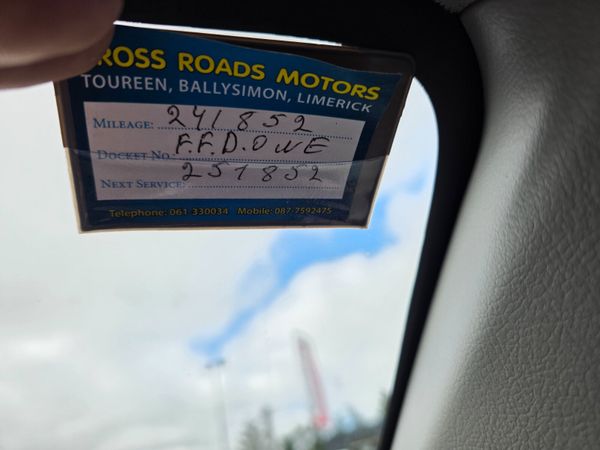 ROSS ROADS MOTORS
TOUREEN, BALLYSIMON, LIMERICK
MILEAGE: 241852
DOCKET NO.: F.F.D.ONE
NEXT SERVICE: 251852
Telephone: 061 330034 Mobile: 087-7592475